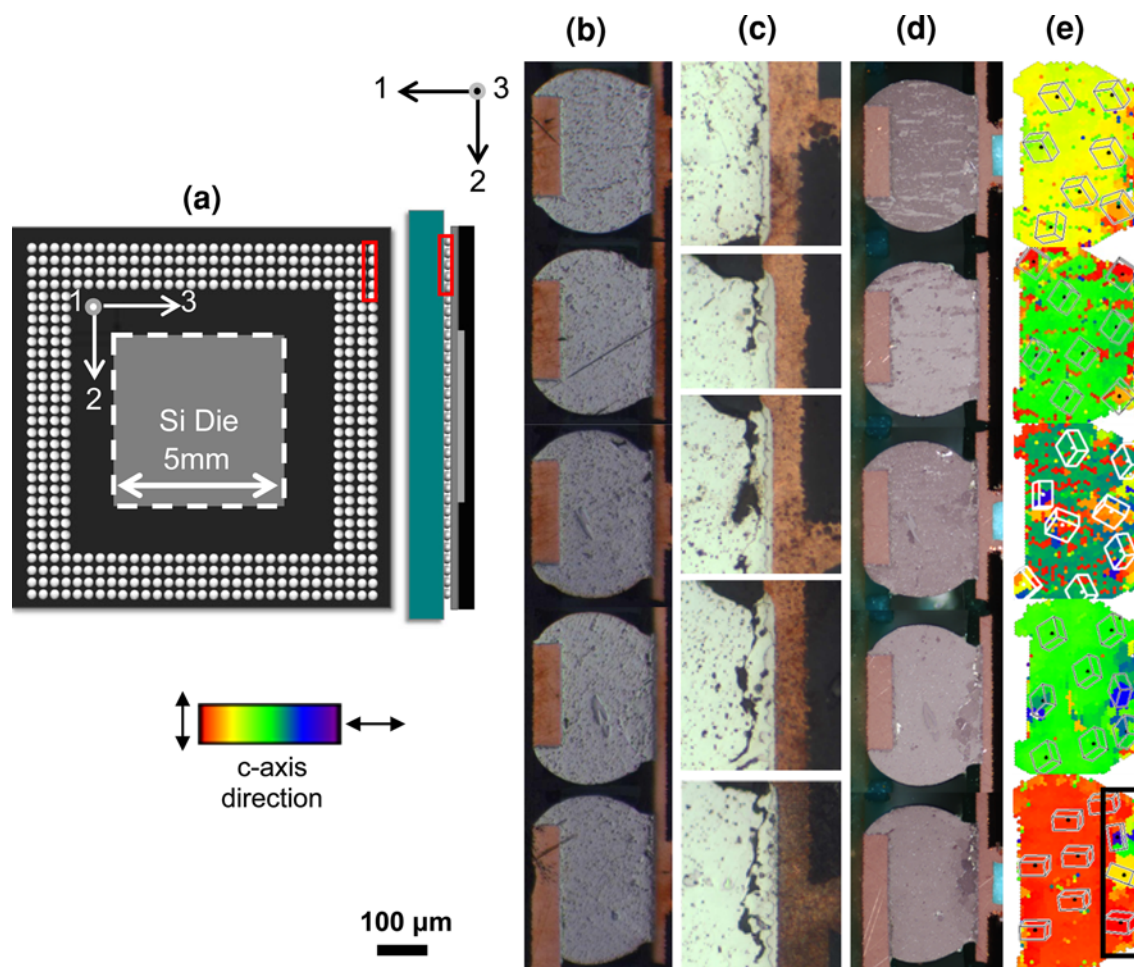 (b) (c) (d) (e)
1 3
2
(a)
1 3
2
Si Die
5mm
c-axis
direction
100 μm